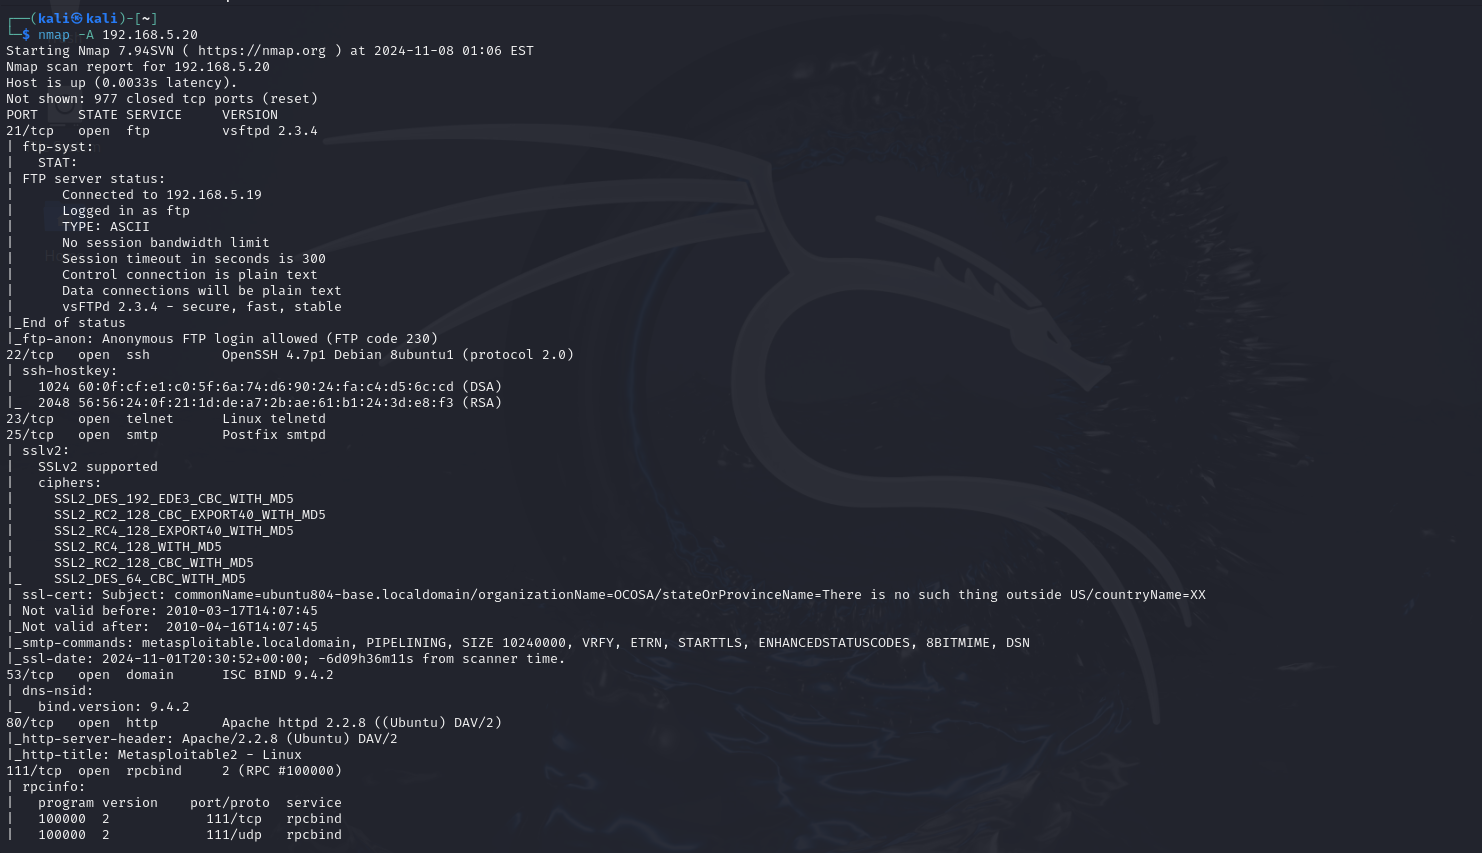 ┌──(kali㉿kali)-[~]
└─$ nmap -A 192.168.5.20
Starting Nmap 7.94SVN ( https://nmap.org ) at 2024-11-08 01:06 EST
Nmap scan report for 192.168.5.20
Host is up (0.0033s latency).
Not shown: 977 closed tcp ports (reset)
PORT     STATE SERVICE     VERSION
21/tcp   open  ftp         vsftpd 2.3.4
| ftp-syst:
|   STAT:
| FTP server status:
|      Connected to 192.168.5.19
|      Logged in as ftp
|      TYPE: ASCII
|      No session bandwidth limit
|      Session timeout in seconds is 300
|      Control connection is plain text
|      Data connections will be plain text
|      vsFTPd 2.3.4 - secure, fast, stable
|_End of status
|_ftp-anon: Anonymous FTP login allowed (FTP code 230)
22/tcp   open  ssh         OpenSSH 4.7p1 Debian 8ubuntu1 (protocol 2.0)
| ssh-hostkey:
|   1024 60:0f:cf:e1:c0:5f:6a:74:d6:90:24:fa:c4:d5:6c:cd (DSA)
|_  2048 56:56:24:0f:21:1d:de:a7:2b:ae:61:b1:24:3d:e8:f3 (RSA)
23/tcp   open  telnet      Linux telnetd
25/tcp   open  smtp        Postfix smtpd
| sslv2:
|   SSLv2 supported
|   ciphers:
|     SSL2_DES_192_EDE3_CBC_WITH_MD5
|     SSL2_RC2_128_CBC_EXPORT40_WITH_MD5
|     SSL2_RC4_128_EXPORT40_WITH_MD5
|     SSL2_RC4_128_WITH_MD5
|     SSL2_RC2_128_CBC_WITH_MD5
|_    SSL2_DES_64_CBC_WITH_MD5
| ssl-cert: Subject: commonName=ubuntu804-base.localdomain/organizationName=OCOSA/stateOrProvinceName=There is no such thing outside US/countryName=XX
| Not valid before: 2010-03-17T14:07:45
|_Not valid after:  2010-04-16T14:07:45
|_smtp-commands: metasploitable.localdomain, PIPELINING, SIZE 10240000, VRFY, ETRN, STARTTLS, ENHANCEDSTATUSCODES, 8BITMIME, DSN
|_ssl-date: 2024-11-01T20:30:52+00:00; -6d09h36m11s from scanner time.
53/tcp   open  domain      ISC BIND 9.4.2
| dns-nsid:
|_  bind.version: 9.4.2
80/tcp   open  http        Apache httpd 2.2.8 ((Ubuntu) DAV/2)
|_http-server-header: Apache/2.2.8 (Ubuntu) DAV/2
|_http-title: Metasploitable2 - Linux
111/tcp  open  rpcbind     2 (RPC #100000)
| rpcinfo:
|   program version    port/proto  service
|   100000  2            111/tcp   rpcbind
|   100000  2            111/udp   rpcbind